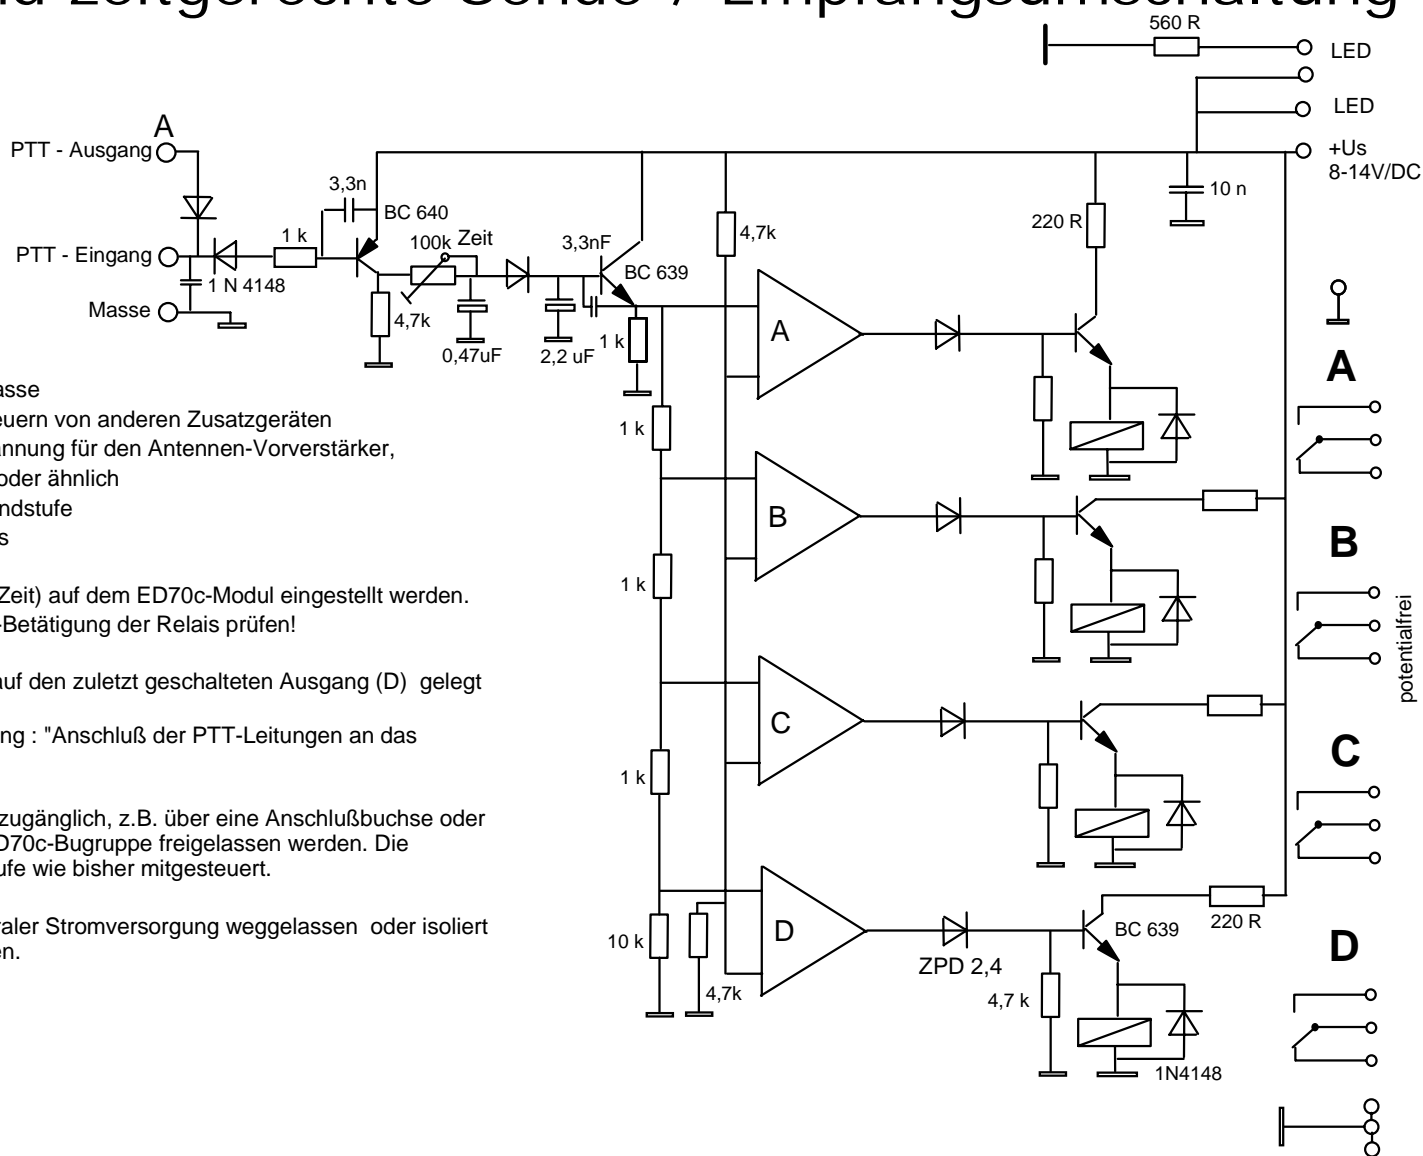 zeitgerechte Sende / Empfangsumschaltung
560 R
LED
LED
+Us
8-14V/DC
10 n
A
PTT - Ausgang
3,3n
BC 640
1 k
100k
Zeit
PTT - Eingang
1 N 4148
Masse
4,7k
0,47uF
3,3nF
BC 639
2,2 uF
1 k
4,7k
220 R
A
A
asse
euern von anderen Zusatzgeräten
annung für den Antennen-Vorverstärker,
oder ähnlich
ndstufe
s
1 k
B
B
Zeit) auf dem ED70c-Modul eingestellt werden.
-Betätigung der Relais prüfen!
1 k
potentialfrei
auf den zuletzt geschalteten Ausgang (D) gelegt
ng : "Anschluß der PTT-Leitungen an das
C
C
1 k
zugänglich, z.B. über eine Anschlußbuchse oder
D70c-Bugruppe freigelassen werden. Die
ufe wie bisher mitgesteuert.
raler Stromversorgung weggelassen oder isoliert
en.
10 k
4,7k
D
ZPD 2,4
4,7 k
BC 639
220 R
D
1N4148